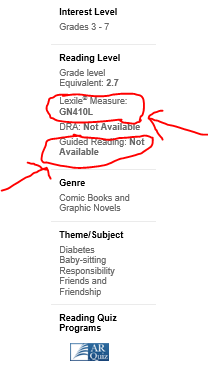 Interest Level
Grades 3 - 7
Reading Level
Grade level
Equivalent: 2.7
Lexile® Measure:
GN410L
DRA: Not Available
Guided Reading: Not
Available
Genre
Comic Books and
Graphic Novels
Theme/Subject
Diabetes
Baby-sitting
Responsibility
Friends and
Friendship
Reading Quiz
Programs
AR
Quiz